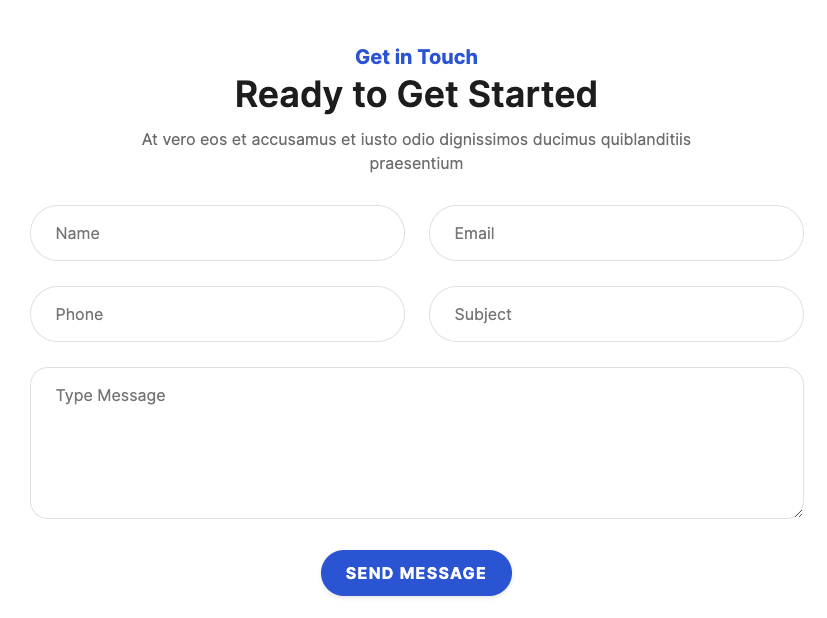 Get in Touch
Ready to Get Started
At vero eos et accusamus et iusto odio dignissimos ducimus quiblanditiis
praesentium
Name
Email
Phone
Subject
Type Message
SEND MESSAGE